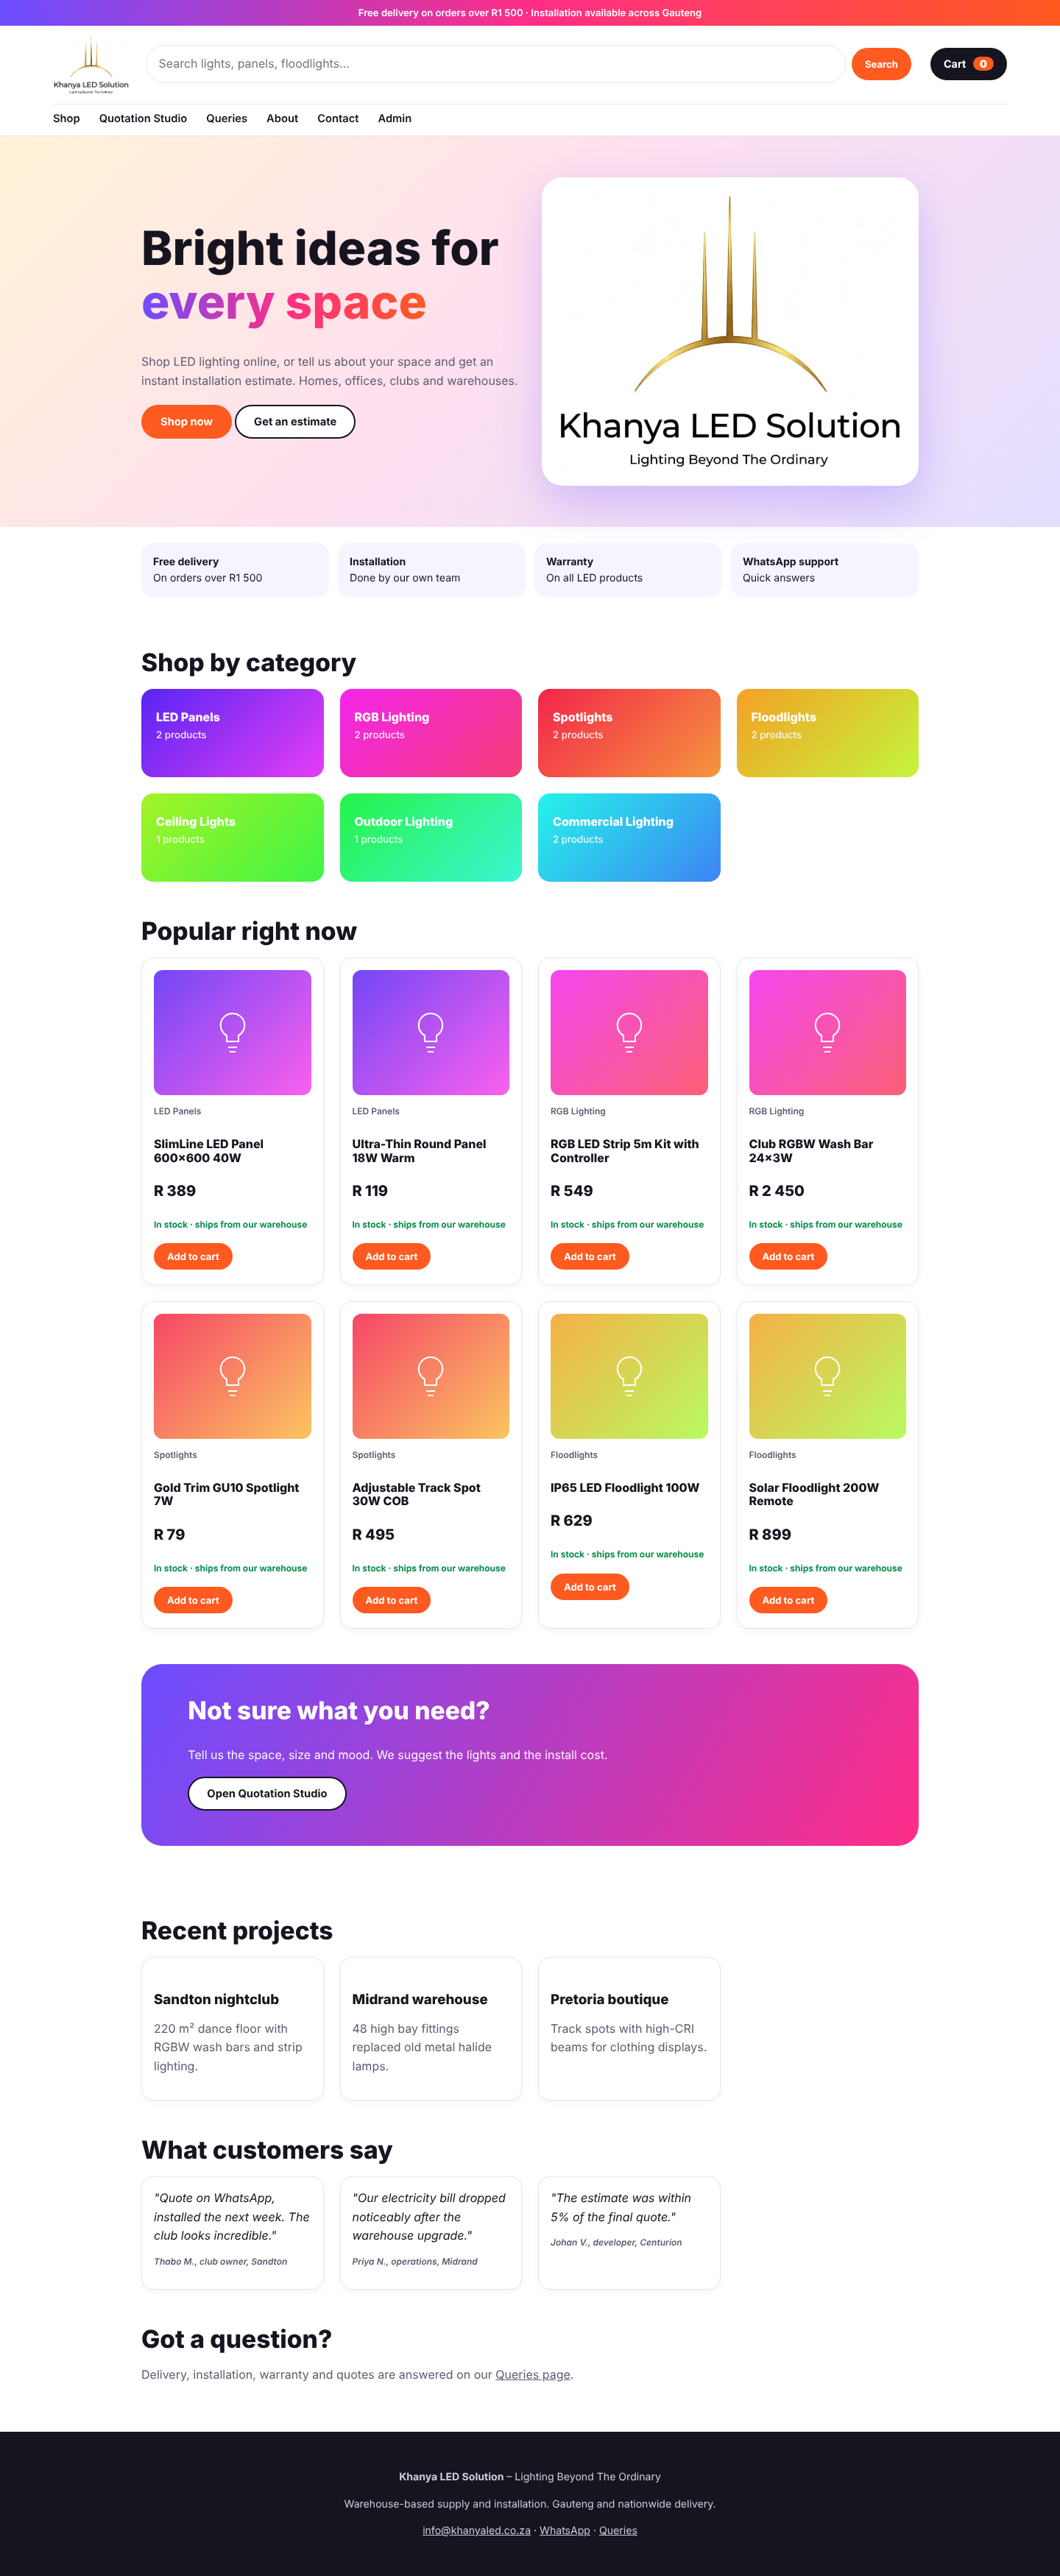 Free delivery on orders over R1 500 · Installation available across Gauteng
Khanya LED Solution
Lighting Beyond The Ordinary
Search lights, panels, floodlights...
Search
Cart 0
Shop Quotation Studio Queries About Contact Admin
Bright ideas for
every space
Shop LED lighting online, or tell us about your space and get an
instant installation estimate. Homes, offices, clubs and warehouses.
Shop now
Get an estimate
Khanya LED Solution
Lighting Beyond The Ordinary
Free delivery
On orders over R1 500
Installation
Done by our own team
Warranty
On all LED products
WhatsApp support
Quick answers
Shop by category
LED Panels
2 products
RGB Lighting
2 products
Spotlights
2 products
Floodlights
2 products
Ceiling Lights
1 products
Outdoor Lighting
1 products
Commercial Lighting
2 products
Popular right now
LED Panels
SlimLine LED Panel
600×600 40W
R 389
In stock · ships from our warehouse
Add to cart
LED Panels
Ultra-Thin Round Panel
18W Warm
R 119
In stock · ships from our warehouse
Add to cart
RGB Lighting
RGB LED Strip 5m Kit with
Controller
R 549
In stock · ships from our warehouse
Add to cart
RGB Lighting
Club RGBW Wash Bar
24×3W
R 2 450
In stock · ships from our warehouse
Add to cart
Spotlights
Gold Trim GU10 Spotlight
7W
R 79
In stock · ships from our warehouse
Add to cart
Spotlights
Adjustable Track Spot
30W COB
R 495
In stock · ships from our warehouse
Add to cart
Floodlights
IP65 LED Floodlight 100W
R 629
In stock · ships from our warehouse
Add to cart
Floodlights
Solar Floodlight 200W
Remote
R 899
In stock · ships from our warehouse
Add to cart
Not sure what you need?
Tell us the space, size and mood. We suggest the lights and the install cost.
Open Quotation Studio
Recent projects
Sandton nightclub
220 m² dance floor with
RGBW wash bars and strip
lighting.
Midrand warehouse
48 high bay fittings
replaced old metal halide
lamps.
Pretoria boutique
Track spots with high-CRI
beams for clothing displays.
What customers say
"Quote on WhatsApp,
installed the next week. The
club looks incredible."
Thabo M., club owner, Sandton
"Our electricity bill dropped
noticeably after the
warehouse upgrade."
Priya N., operations, Midrand
"The estimate was within
5% of the final quote."
Johan V., developer, Centurion
Got a question?
Delivery, installation, warranty and quotes are answered on our Queries page.
Khanya LED Solution – Lighting Beyond The Ordinary
Warehouse-based supply and installation. Gauteng and nationwide delivery.
info@khanyaled.co.za · WhatsApp · Queries